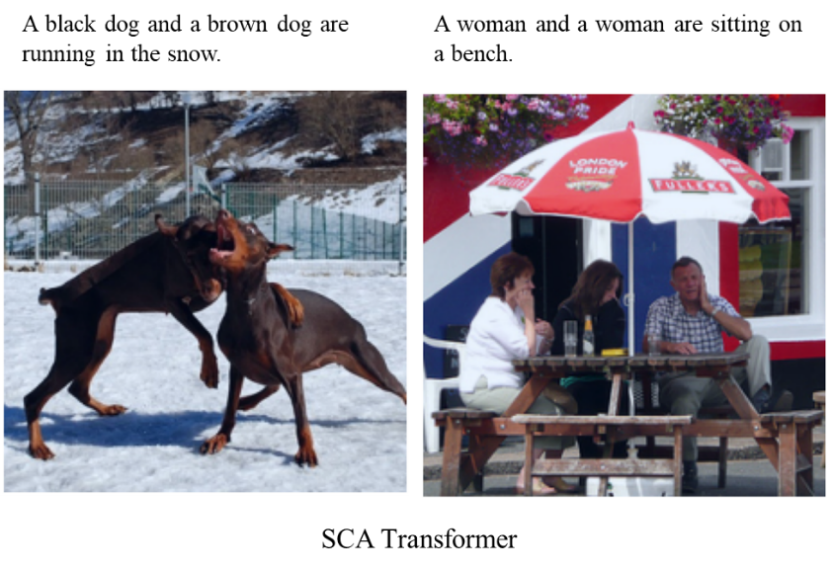 A black dog and a brown dog are
running in the snow.
A woman and a woman are sitting on
a bench.
LONDON
PRIDE
FULLER'S
FULLER'S
SCA Transformer